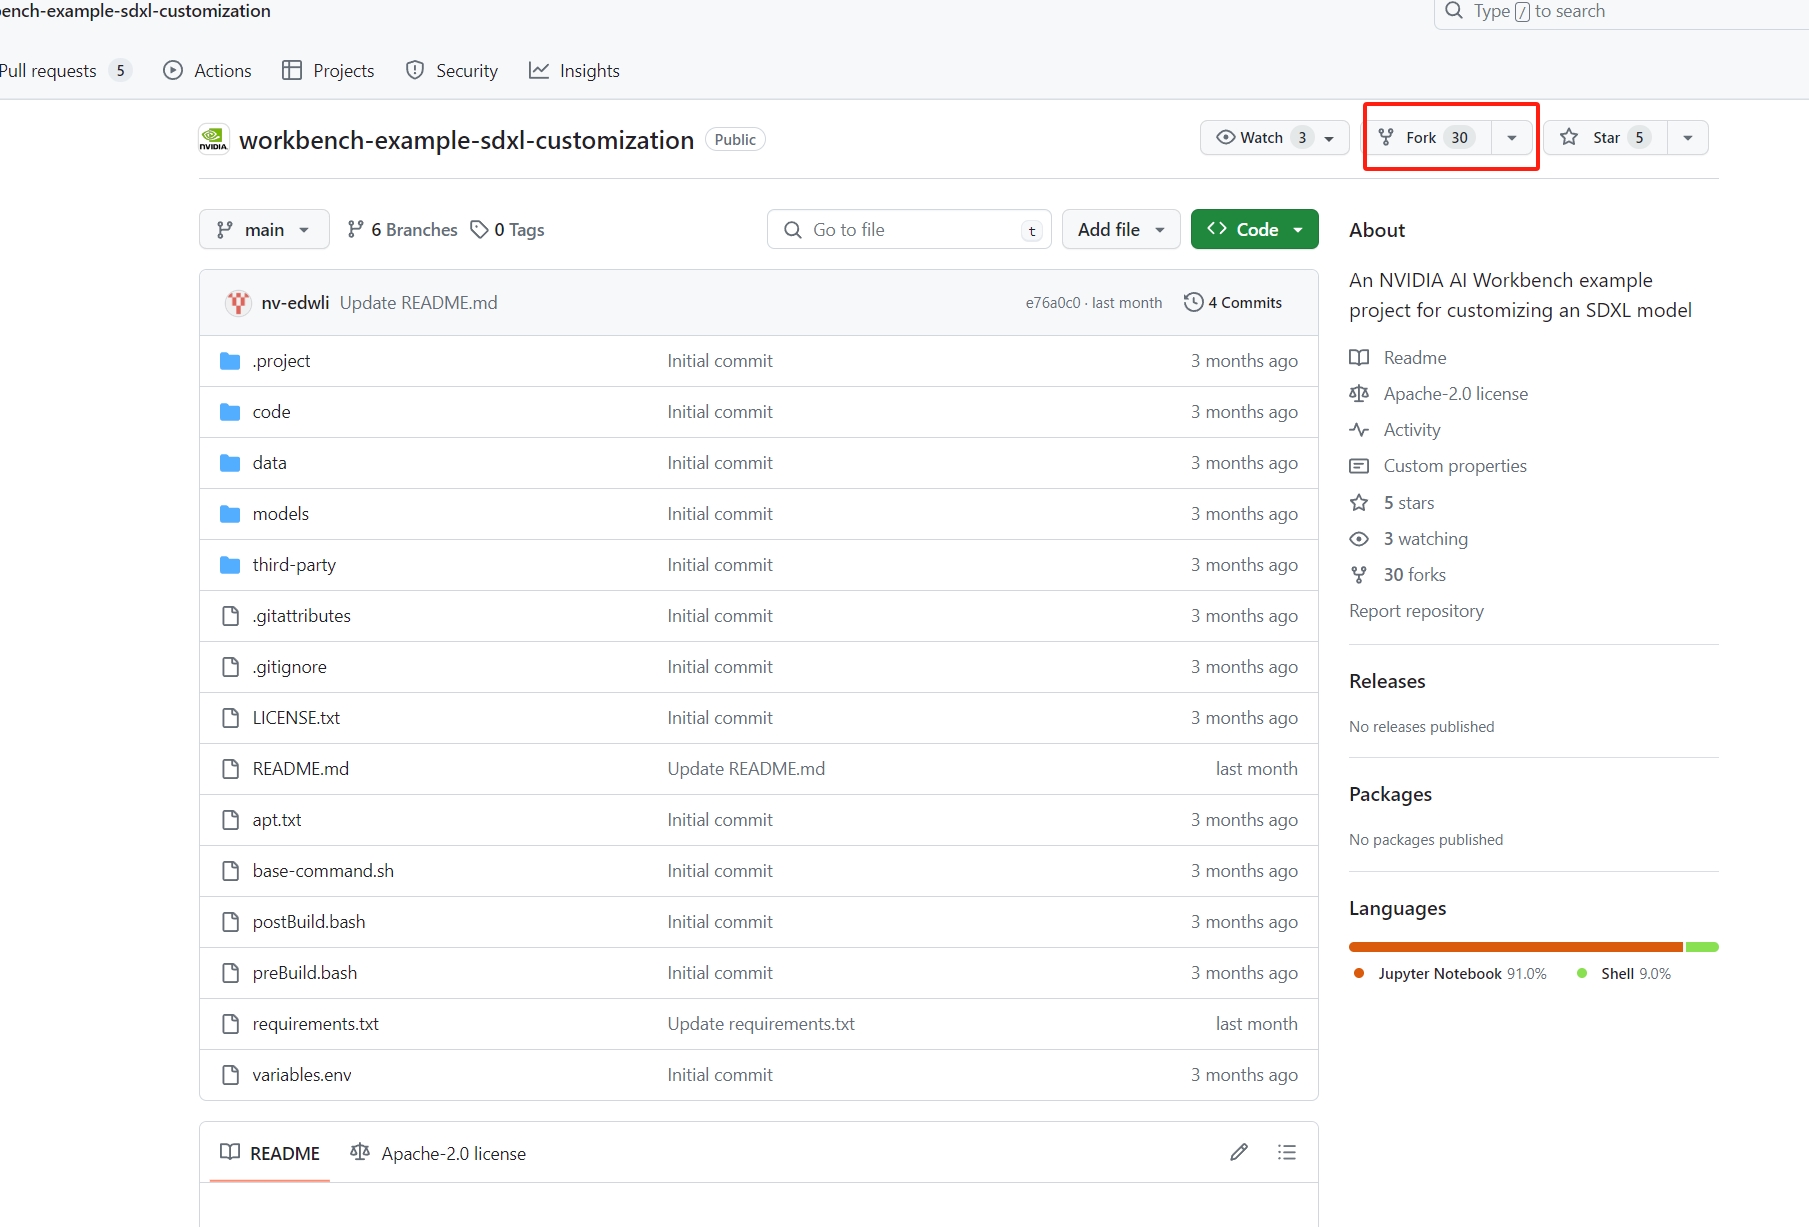 ench-example-sdxl-customization
Type / to search
Pull requests 5 Actions Projects Security Insights
NVIDIA. workbench-example-sdxl-customization Public
Watch 3 Fork 30 Star 5
main 6 Branches 0 Tags Go to file t Add file <> Code
nv-edwli Update README.md e76a0c0 · last month 4 Commits
.project Initial commit 3 months ago
code Initial commit 3 months ago
data Initial commit 3 months ago
models Initial commit 3 months ago
third-party Initial commit 3 months ago
.gitattributes Initial commit 3 months ago
.gitignore Initial commit 3 months ago
LICENSE.txt Initial commit 3 months ago
README.md Update README.md last month
apt.txt Initial commit 3 months ago
base-command.sh Initial commit 3 months ago
postBuild.bash Initial commit 3 months ago
preBuild.bash Initial commit 3 months ago
requirements.txt Update requirements.txt last month
variables.env Initial commit 3 months ago
README Apache-2.0 license
About
An NVIDIA AI Workbench example
project for customizing an SDXL model
Readme
Apache-2.0 license
Activity
Custom properties
5 stars
3 watching
30 forks
Report repository
Releases
No releases published
Packages
No packages published
Languages
Jupyter Notebook 91.0% Shell 9.0%